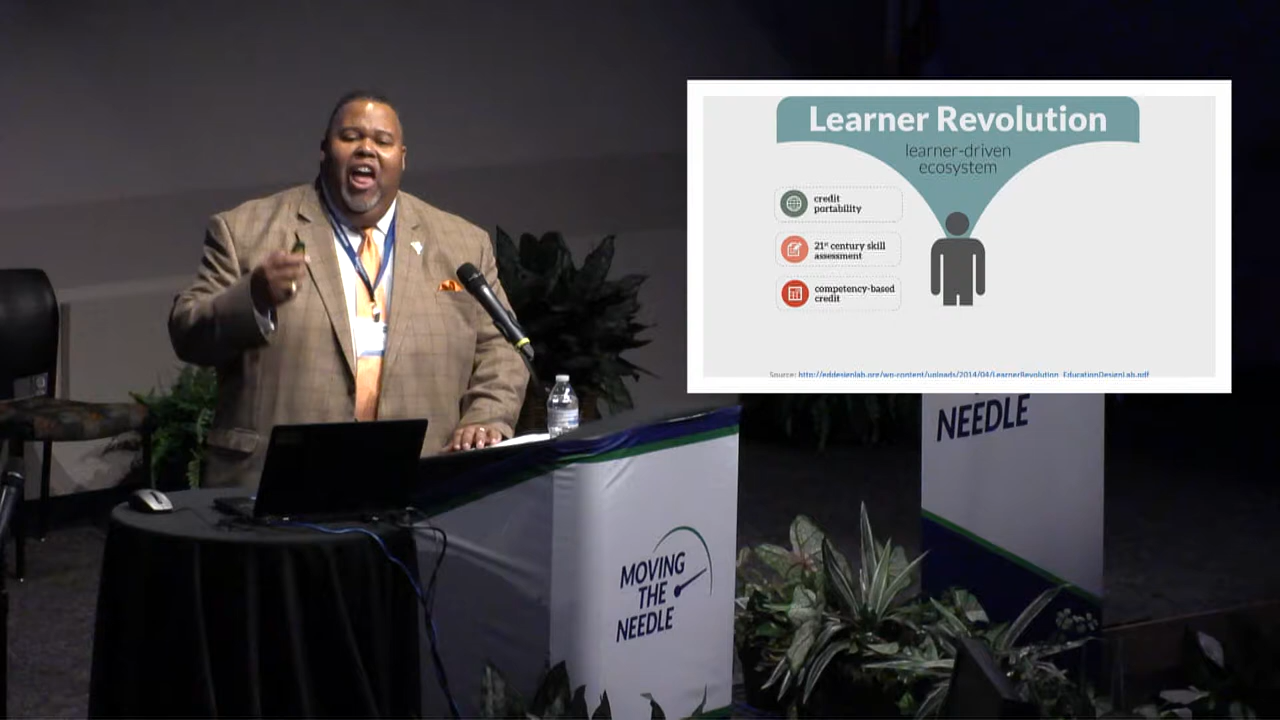 Learner Revolution
learner-driven
ecosystem
credit
portability
21st century skill
assessment
competency-based
credit
Source: http://eddesignlab.org/wp-content/uploads/2014/04/LearnerRevolution_EducationDesignLab.pdf
NEEDLE
MOVING
THE
NEEDLE